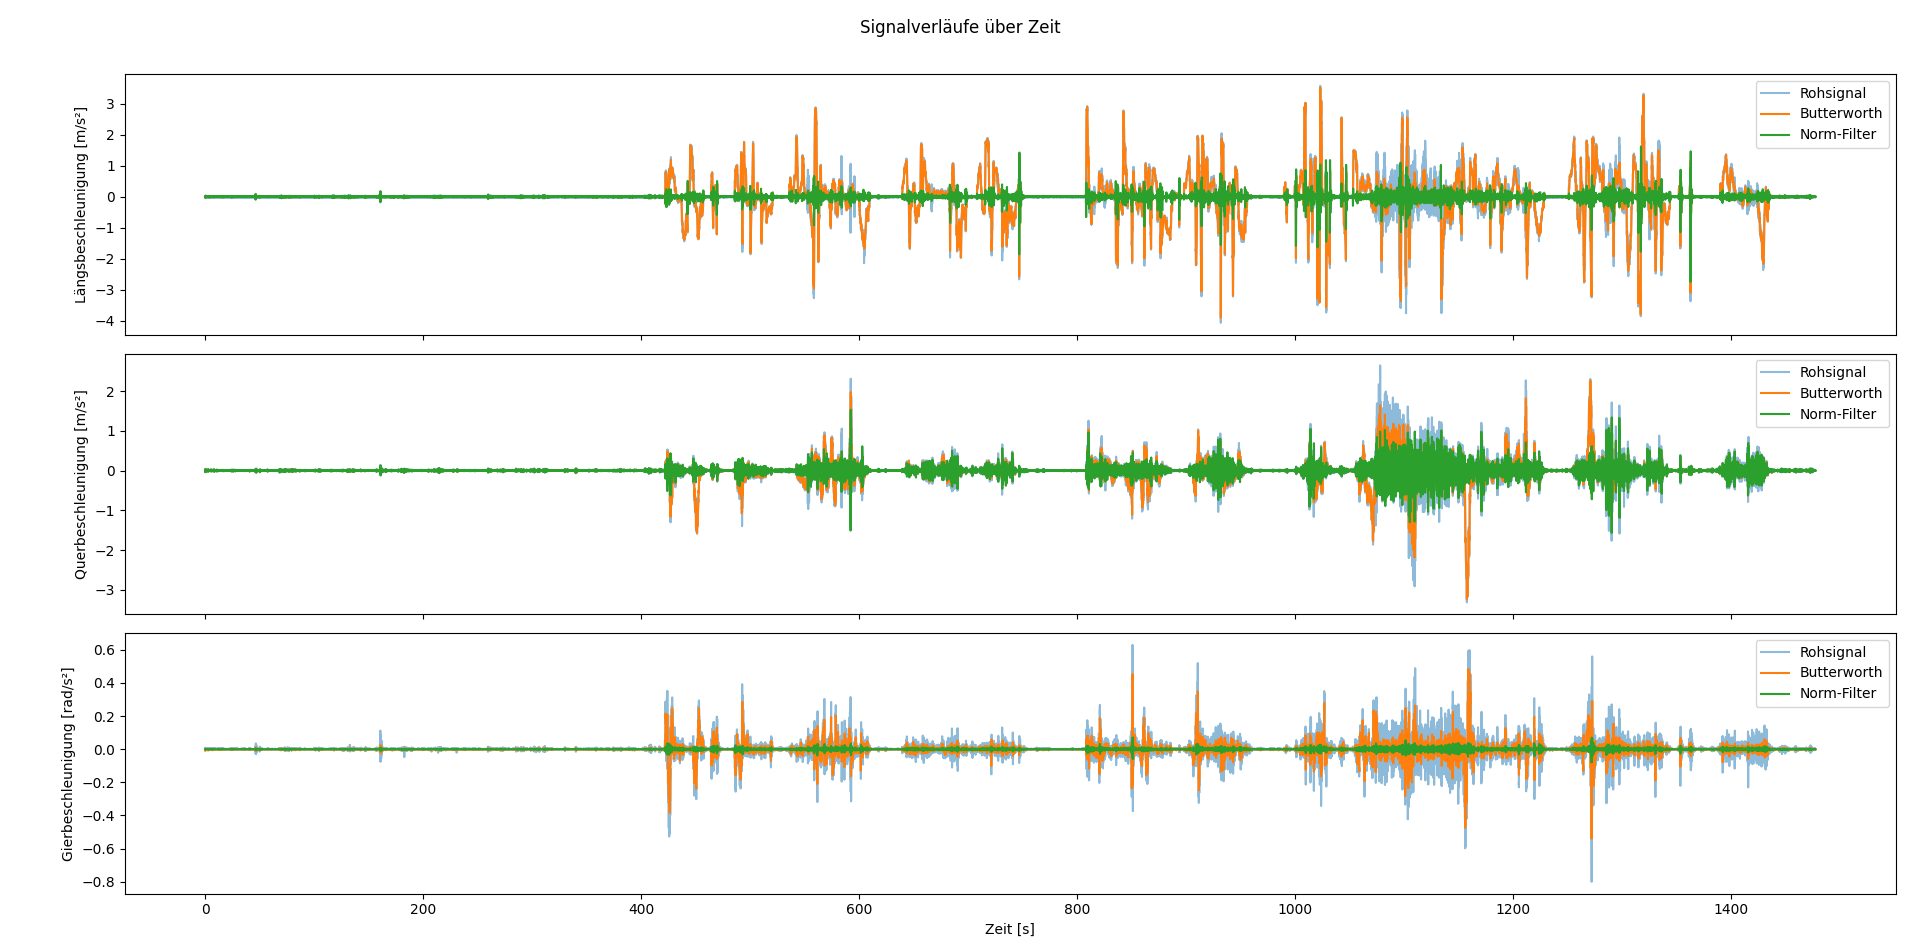 Signalverläufe über Zeit
Längsbeschleunigung [m/s²]
3
2
1
0
−1
−2
−3
−4
Rohsignal
Butterworth
Norm-Filter
Querbeschleunigung [m/s²]
2
1
0
−1
−2
−3
Rohsignal
Butterworth
Norm-Filter
Gierbeschleunigung [rad/s²]
0.6
0.4
0.2
0.0
−0.2
−0.4
−0.6
−0.8
Rohsignal
Butterworth
Norm-Filter
0 200 400 600 800 1000 1200 1400
Zeit [s]